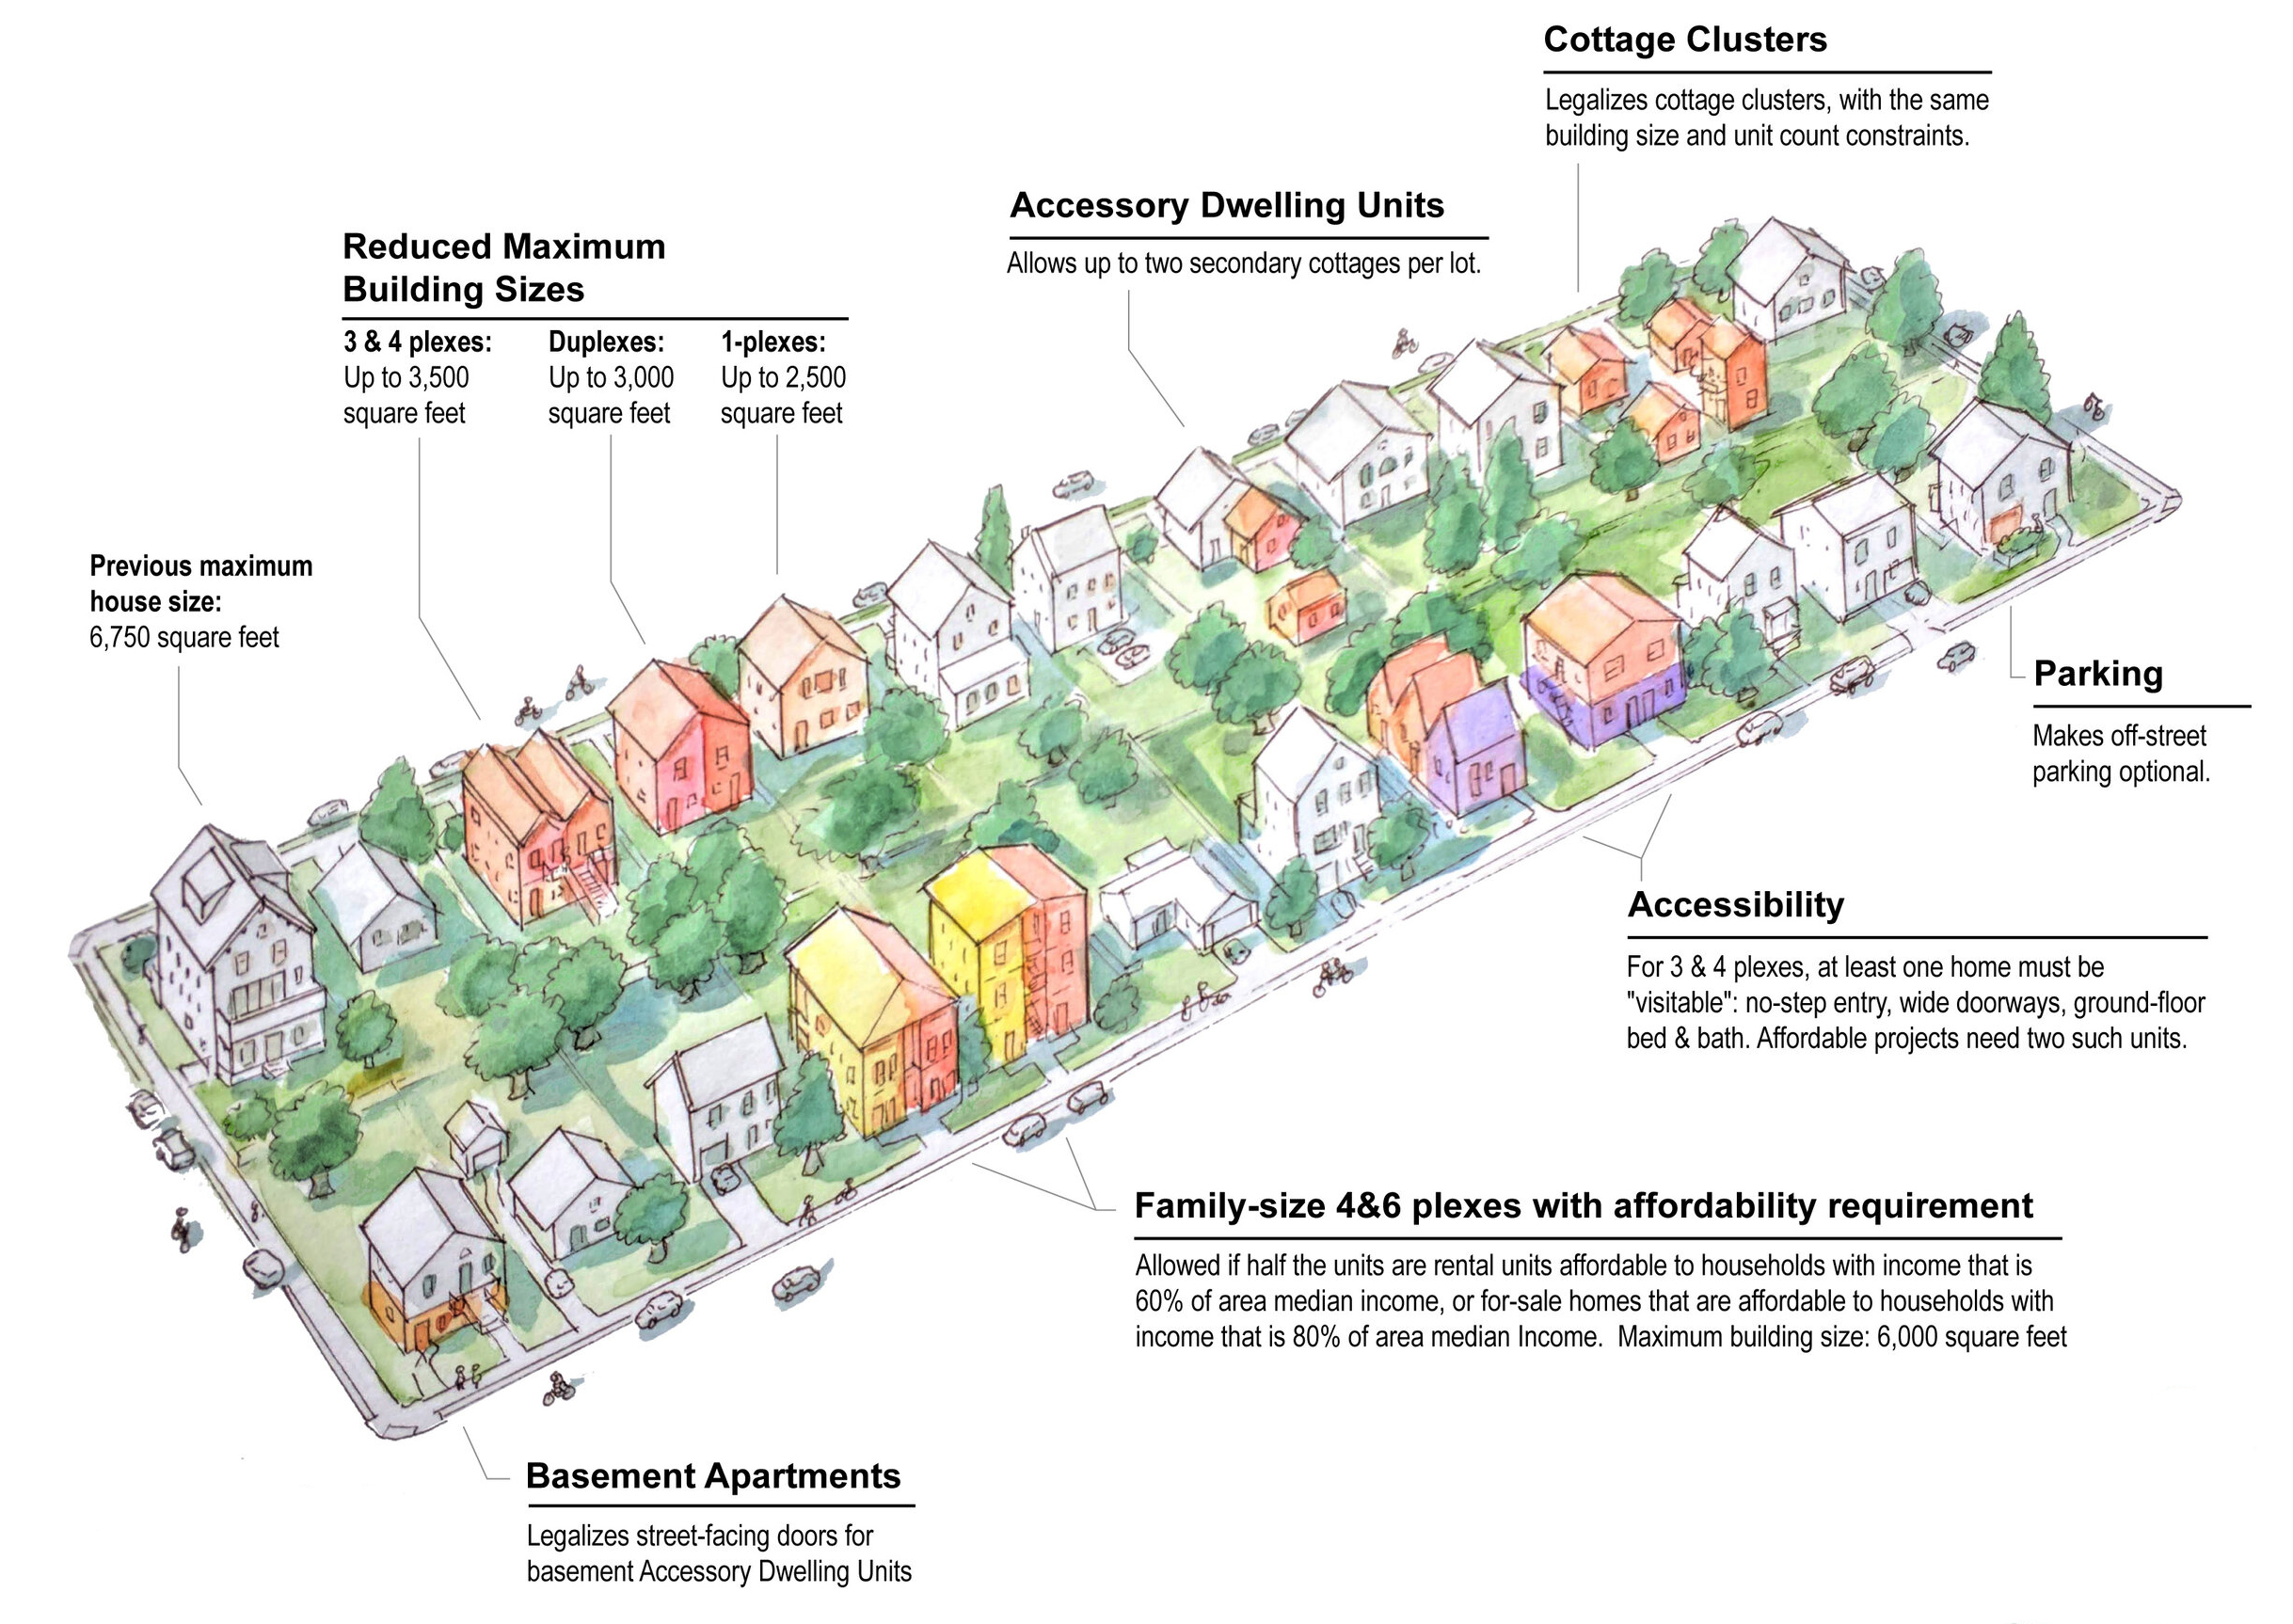 Cottage Clusters
Legalizes cottage clusters, with the same
building size and unit count constraints.
Accessory Dwelling Units
Allows up to two secondary cottages per lot.
Reduced Maximum
Building Sizes
3 & 4 plexes:
Up to 3,500
square feet
Duplexes:
Up to 3,000
square feet
1-plexes:
Up to 2,500
square feet
Previous maximum
house size:
6,750 square feet
Parking
Makes off-street
parking optional.
Accessibility
For 3 & 4 plexes, at least one home must be
"visitable": no-step entry, wide doorways, ground-floor
bed & bath. Affordable projects need two such units.
Family-size 4&6 plexes with affordability requirement
Allowed if half the units are rental units affordable to households with income that is
60% of area median income, or for-sale homes that are affordable to households with
income that is 80% of area median Income.  Maximum building size: 6,000 square feet
Basement Apartments
Legalizes street-facing doors for
basement Accessory Dwelling Units